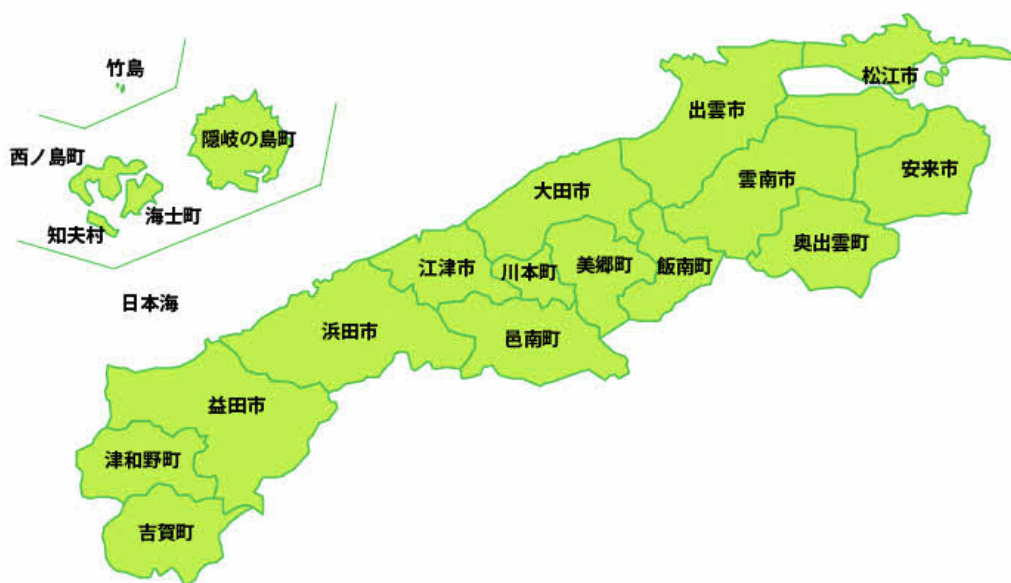 竹島
松江市
出雲市
隠岐の島町
西ノ島町
安来市
雲南市
大田市
海士町
知夫村
奥出雲町
江津市
川本町
美郷町
飯南町
日本海
浜田市
邑南町
益田市
津和野町
吉賀町